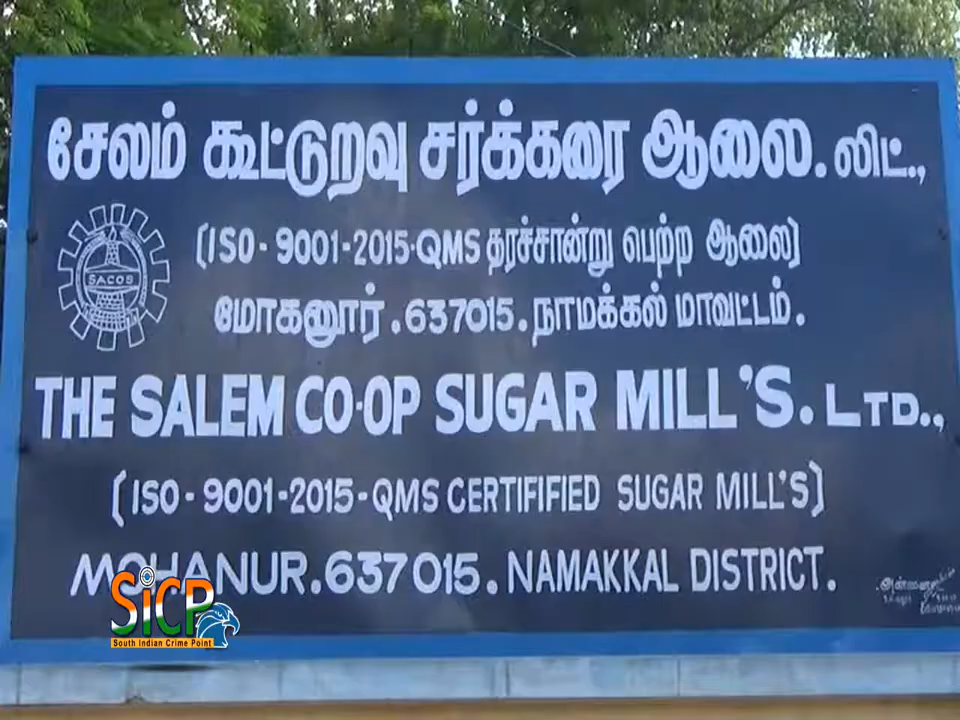 சேலம் கூட்டுறவு சர்க்கரை ஆலை. லிட்.,
(ISO - 9001-2015-QMS தரச்சான்று பெற்ற ஆலை)
SACOS
மோகனூர் . 637015 . நாமக்கல் மாவட்டம் .
THE SALEM CO-OP SUGAR MILL'S . LTD.,
(ISO - 9001-2015 - QMS CERTIFIFIED SUGAR MILL'S)
MOHANUR . 637015 . NAMAKKAL DISTRICT .
SiCP
South Indian Crime Point